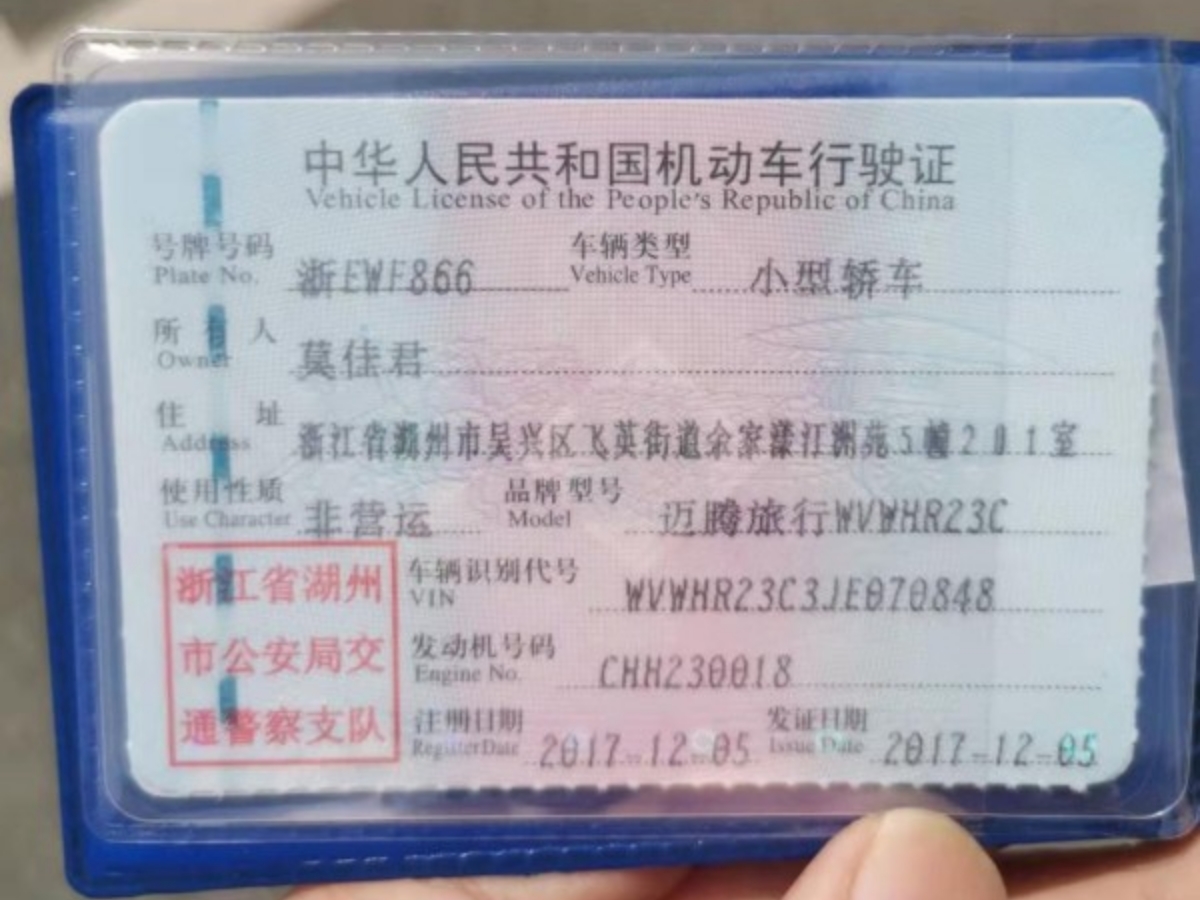 中华人民共和国机动车行驶证
Vehicle License of the People's Republic of China
号牌号码 浙EWF866 车辆类型 小型轿车
Plate No. Vehicle Type
所有人 莫佳君
Owner
住址 浙江省湖州市吴兴区飞英街道余家漾江洲苑5幢201室
Address
使用性质 非营运 品牌型号 迈腾旅行WVWHR23C
Use Character Model
浙江省湖州
市公安局交
通警察支队
车辆识别代号 WVWHR23C3JE070848
VIN
发动机号码 CHH230018
Engine No.
注册日期 2017-12-05 发证日期 2017-12-05
RegisterDate Issue Date